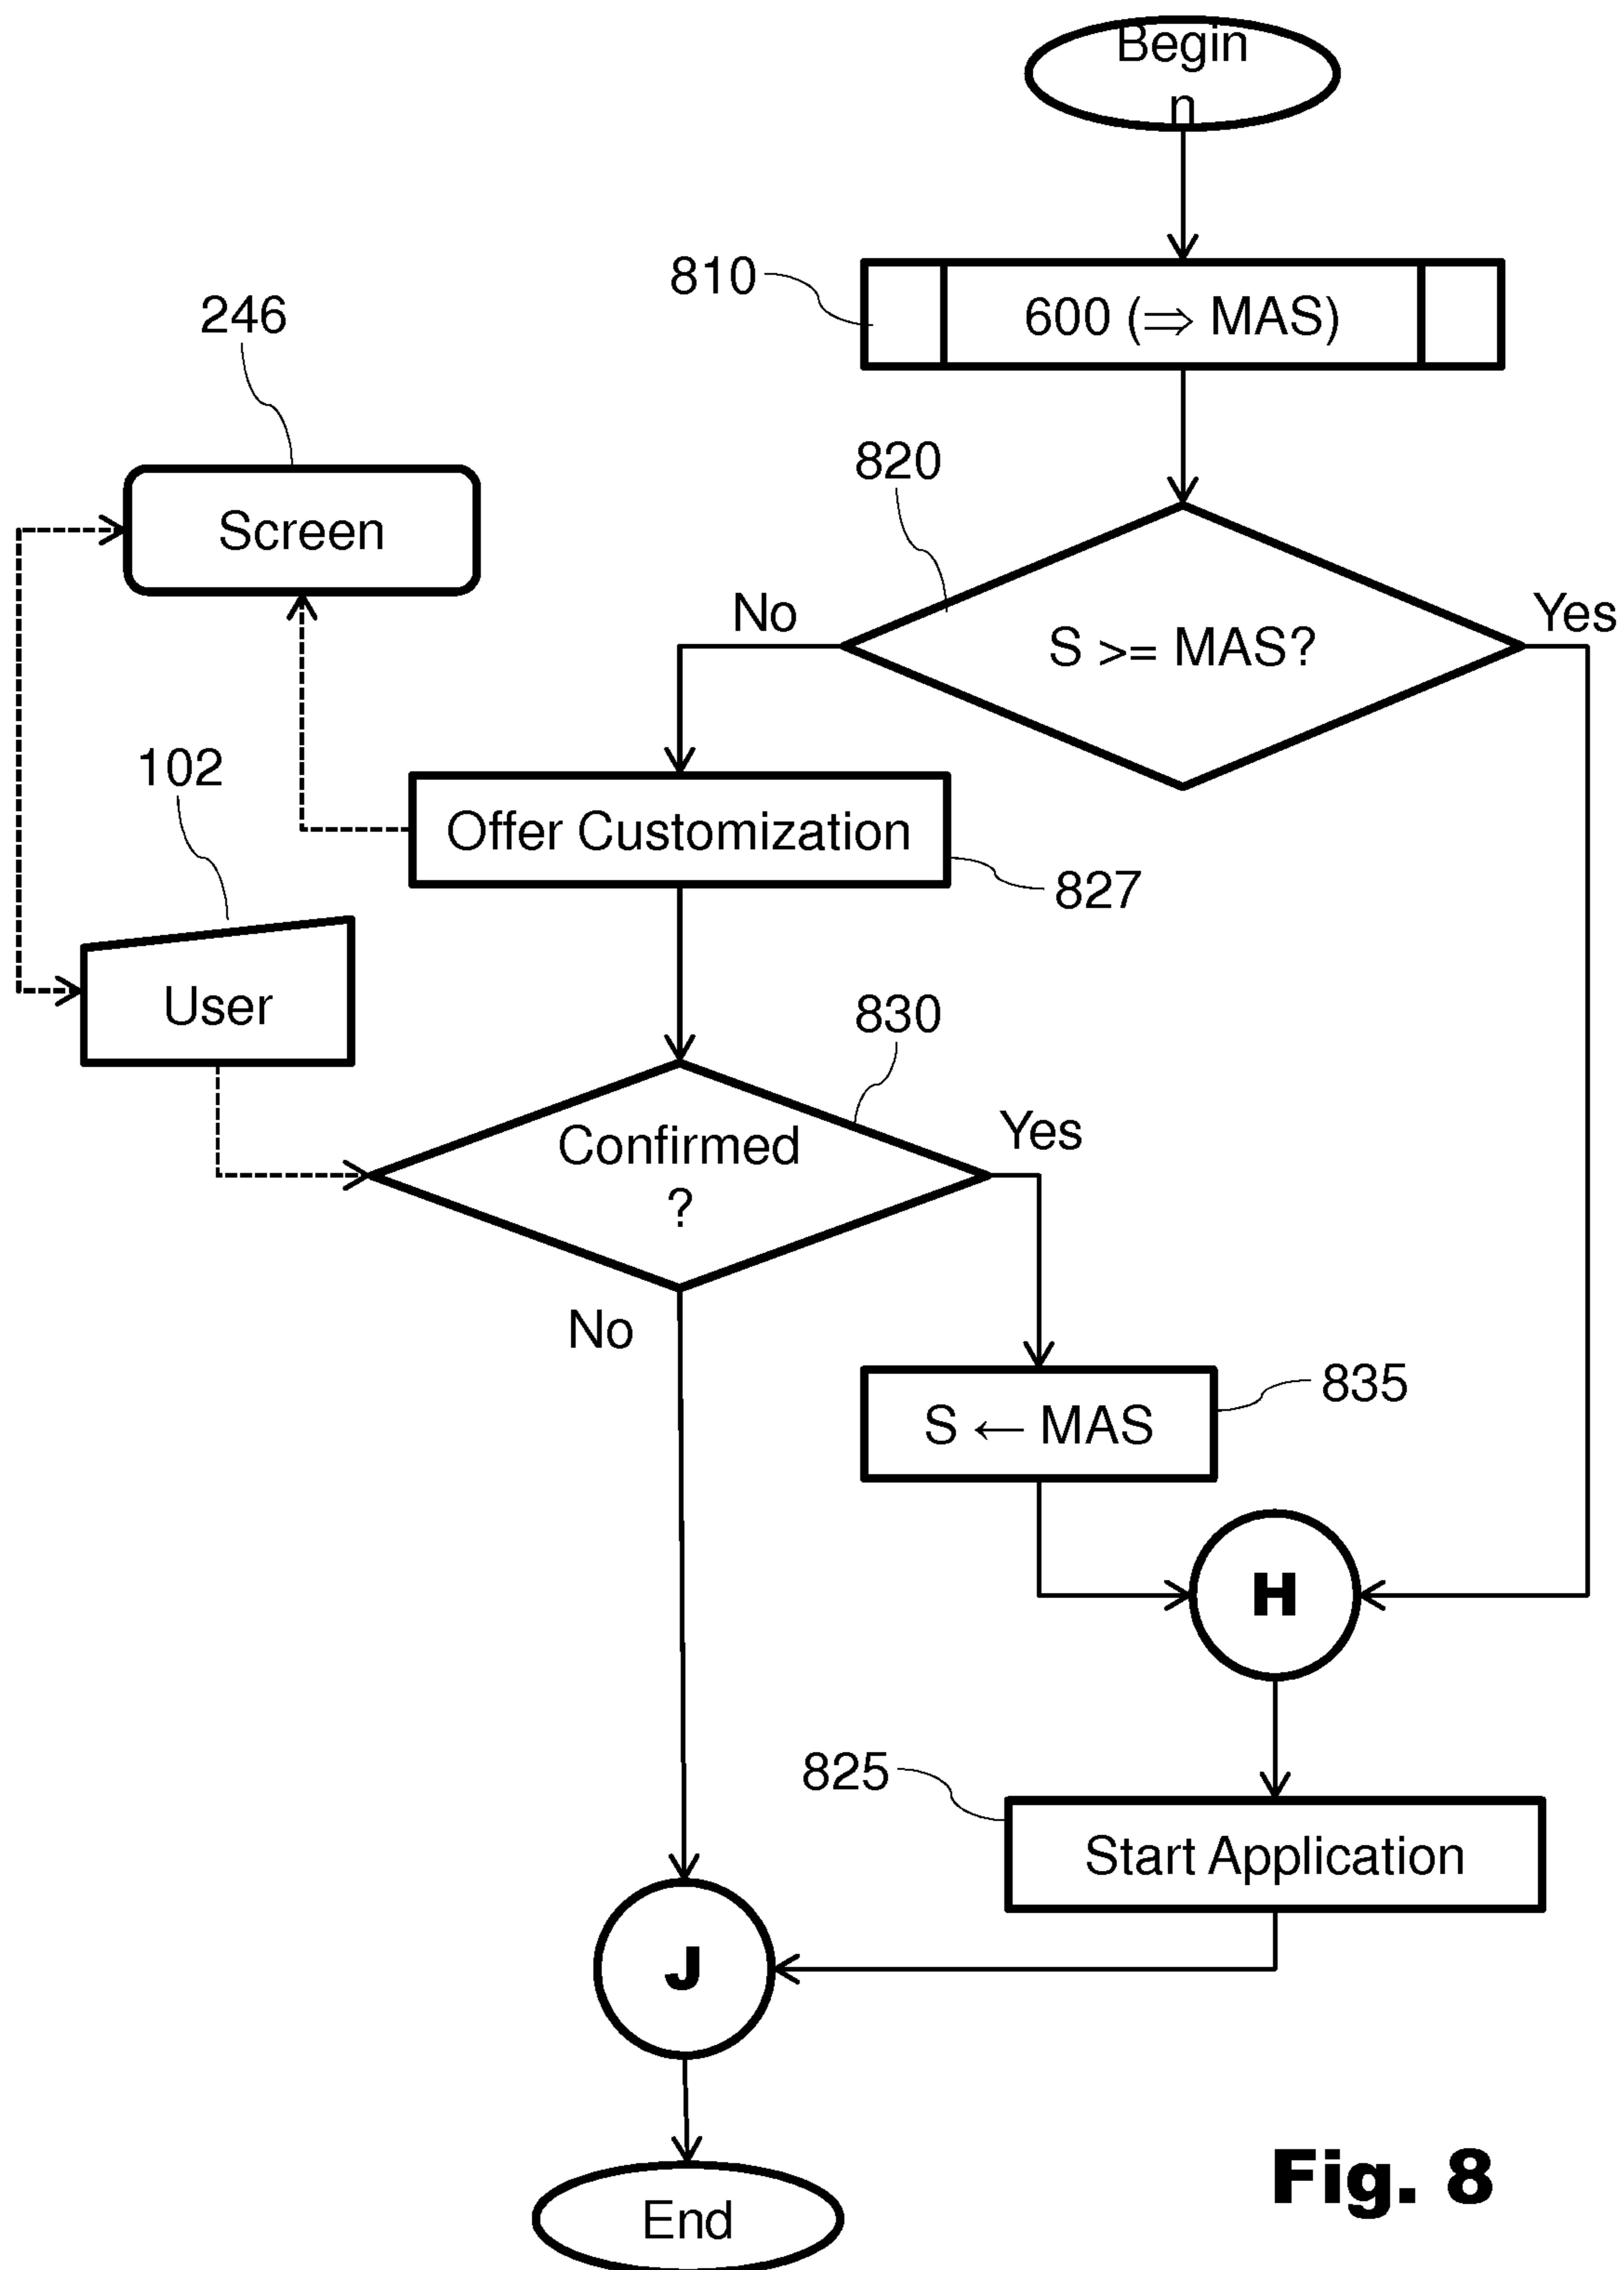 Begin
n
810
600 (⇒ MAS)
246
820
Screen
No
Yes
S >= MAS?
102
Offer Customization
827
User
830
Confirmed
?
Yes
No
835
S ← MAS
H
825
Start Application
J
End
Fig. 8